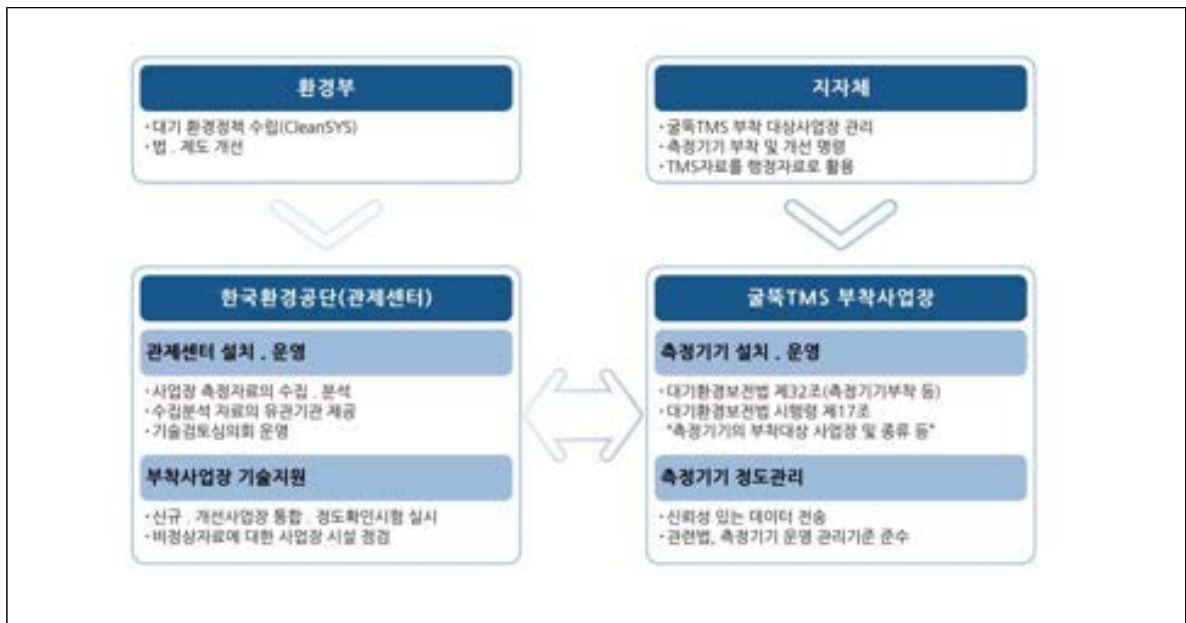 환경부
· 대기 환경정책 수립(CleanSYS)
· 법 . 제도 개선
지자체
· 굴뚝TMS 부착 대상사업장 관리
· 측정기기 부착 및 개선 명령
· TMS자료를 행정자료로 활용
한국환경공단(관제센터)
관제센터 설치 . 운영
· 사업장 측정자료의 수집 . 분석
· 수집분석 자료의 유관기관 제공
· 기술검토심의회 운영
부착사업장 기술지원
· 신규 . 개선사업장 통합 . 정도확인시험 실시
· 비정상자료에 대한 사업장 시설 점검
굴뚝TMS 부착사업장
측정기기 설치 . 운영
· 대기환경보전법 제32조(측정기기부착 등)
· 대기환경보전법 시행령 제17조
"측정기기의 부착대상 사업장 및 종류 등"
측정기기 정도관리
· 신뢰성 있는 데이터 전송
· 관련법, 측정기기 운영 관리기준 준수